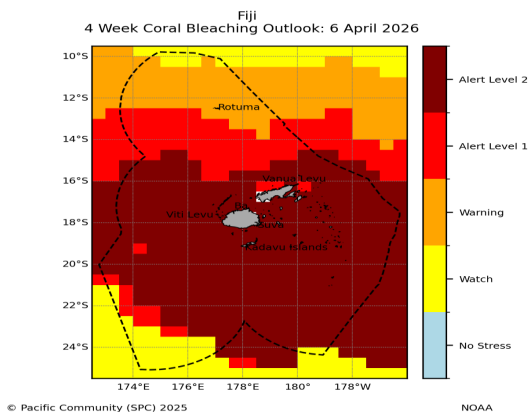 Fiji
4 Week Coral Bleaching Outlook: 6 April 2026
10°S
12°S
14°S
16°S
18°S
20°S
22°S
24°S
Rotuma
Vanua Levu
Ba
Viti Levu
Suva
Kadavu Islands
174°E
176°E
178°E
180°
178°W
Alert Level 2
Alert Level 1
Warning
Watch
No Stress
© Pacific Community (SPC) 2025
NOAA